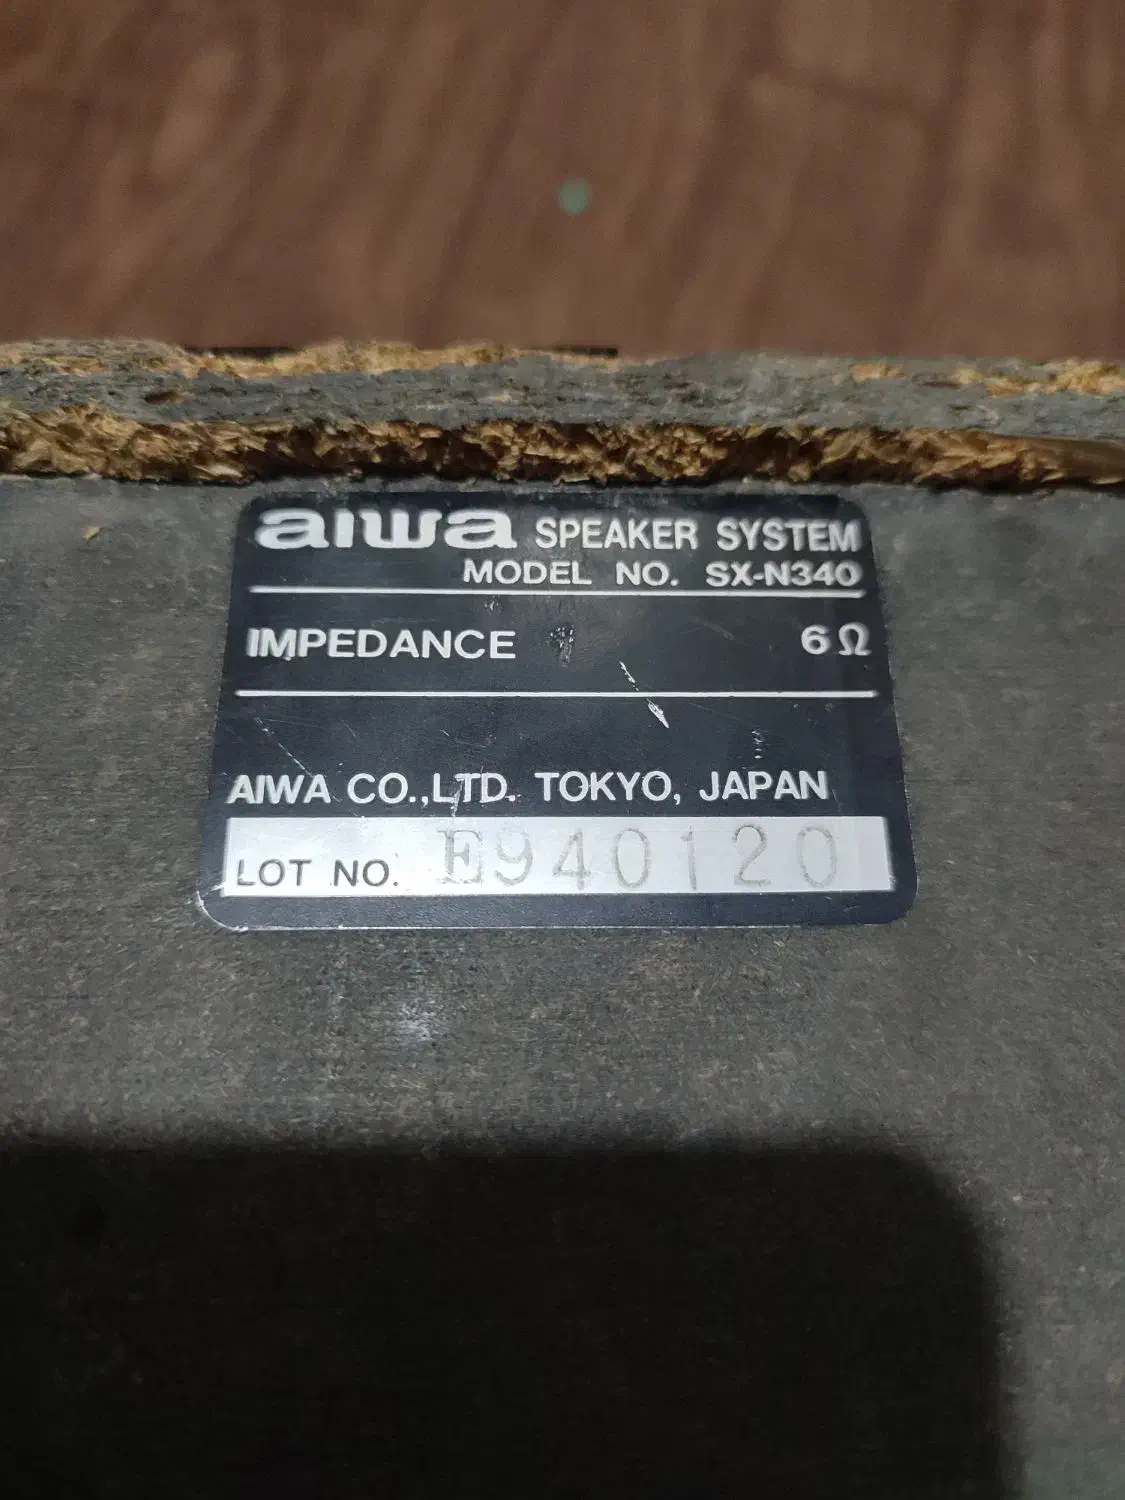 aiwa SPEAKER SYSTEM
MODEL NO. SX-N340
IMPEDANCE 6Ω
AIWA CO.,LTD. TOKYO, JAPAN
LOT NO. E940120